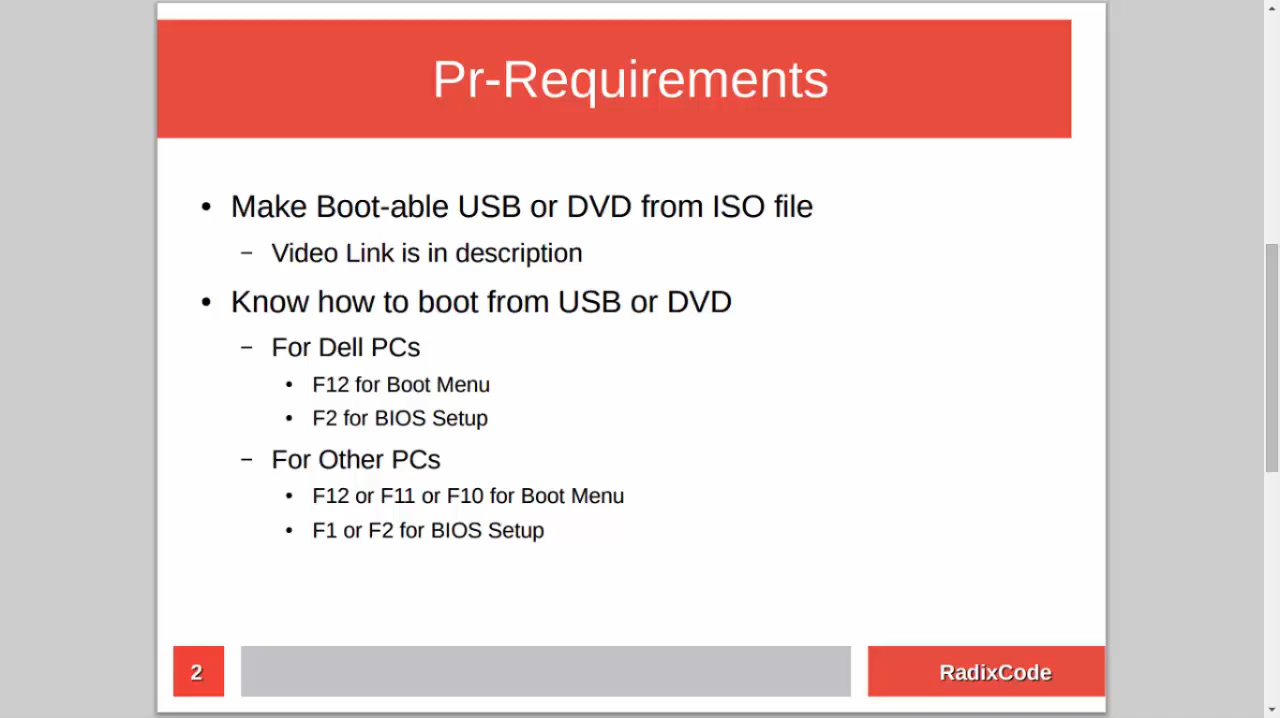 Pr-Requirements
• Make Boot-able USB or DVD from ISO file
– Video Link is in description
• Know how to boot from USB or DVD
– For Dell PCs
• F12 for Boot Menu
• F2 for BIOS Setup
– For Other PCs
• F12 or F11 or F10 for Boot Menu
• F1 or F2 for BIOS Setup
2
RadixCode